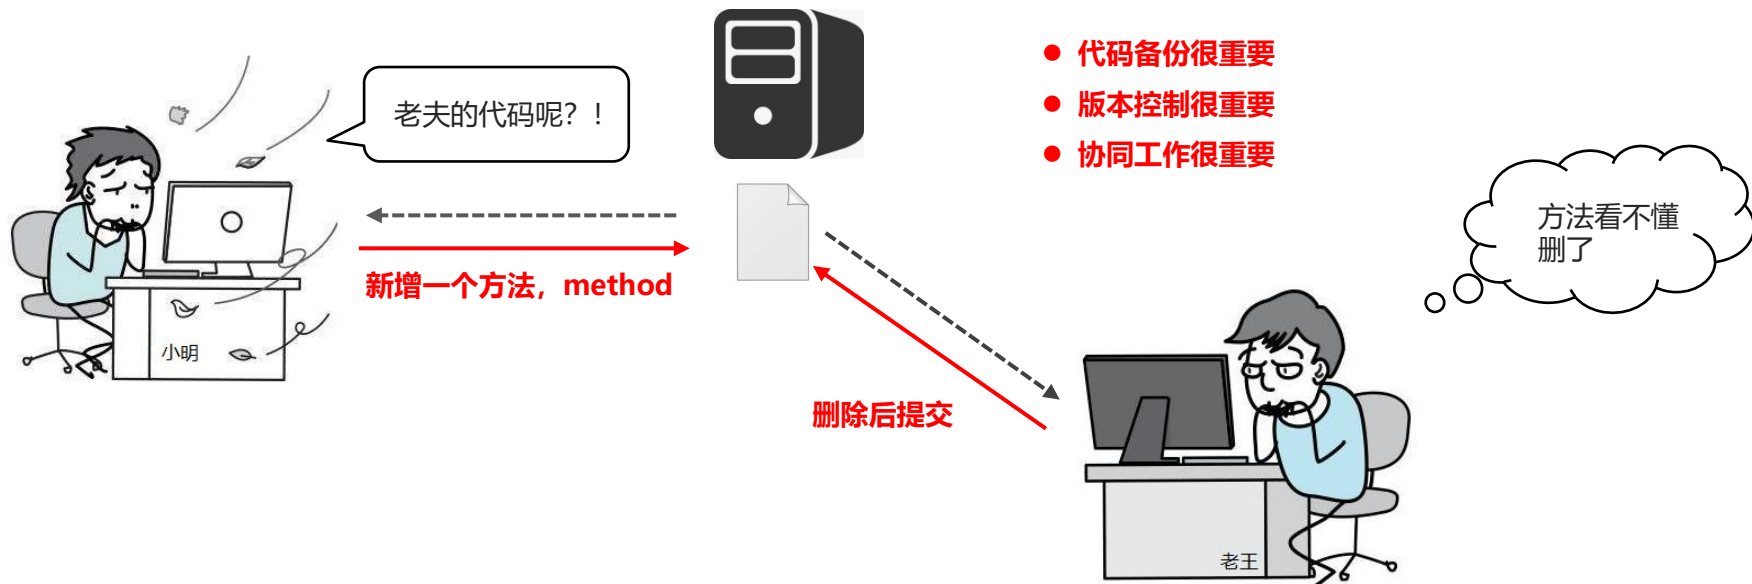 老夫的代码呢？！
新增一个方法，method
小明
代码备份很重要
版本控制很重要
协同工作很重要
方法看不懂
删了
删除后提交
老王